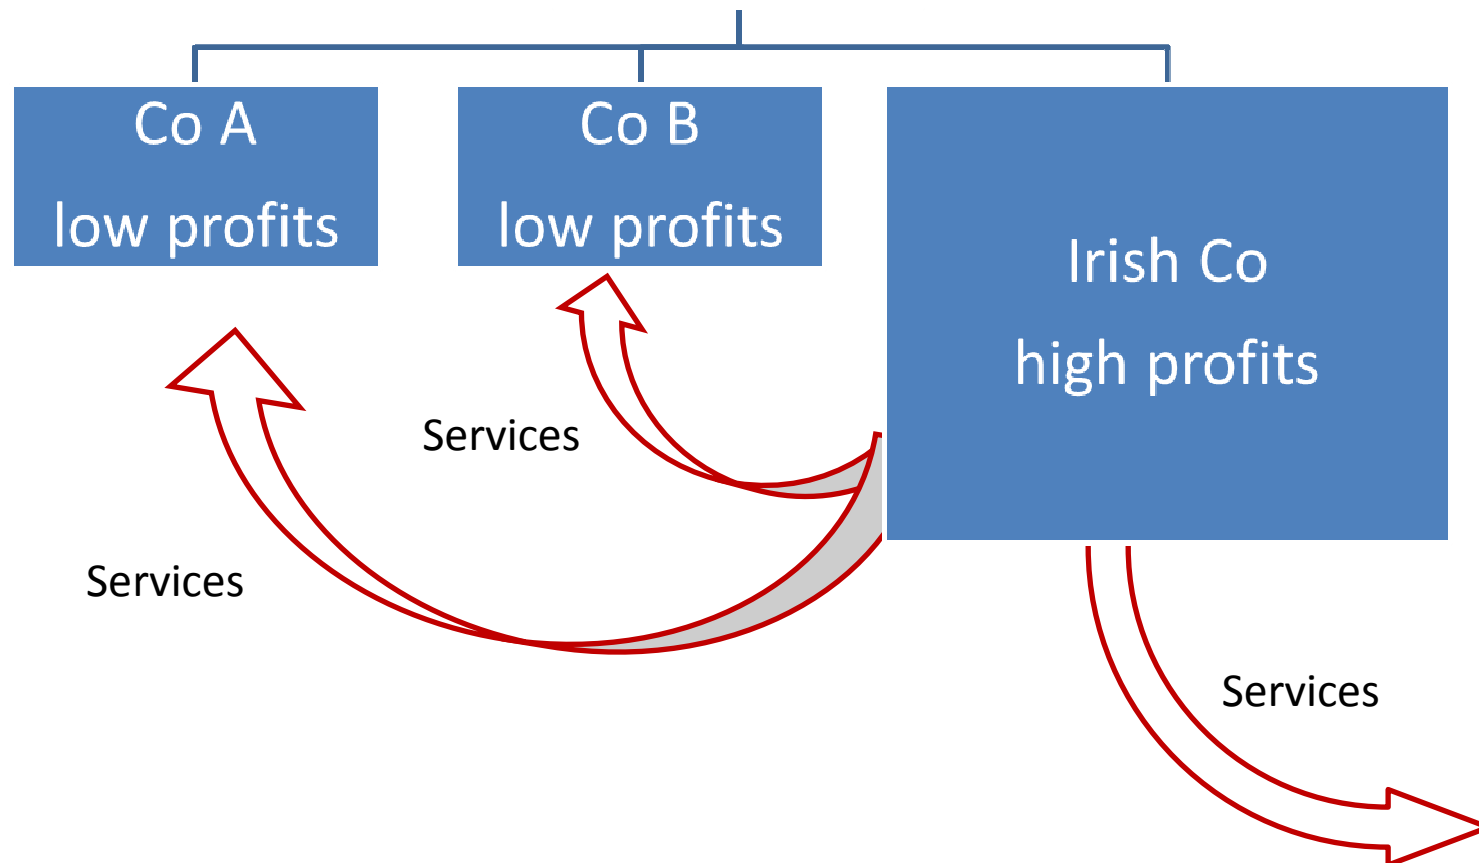 Co A
low profits
Co B
low profits
Irish Co
high profits
Services
Services
Services